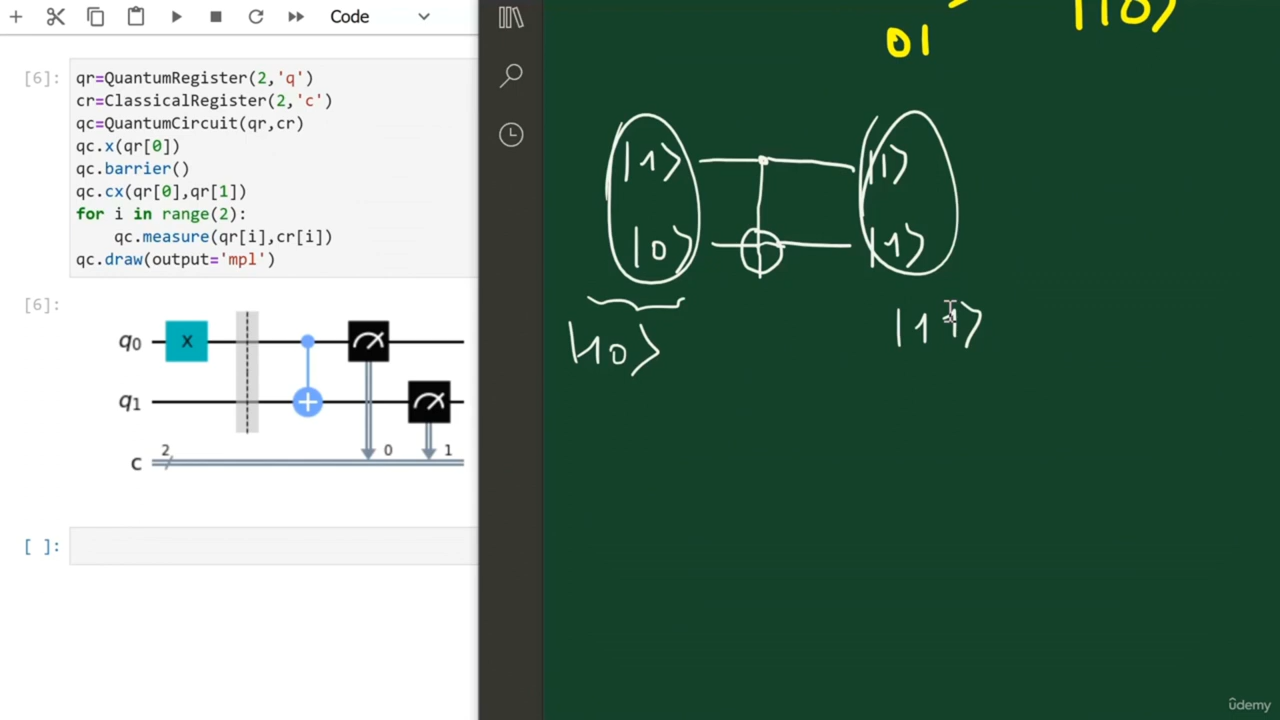 Code
[6]:
qr=QuantumRegister(2,'q')
cr=ClassicalRegister(2,'c')
qc=QuantumCircuit(qr,cr)
qc.x(qr[0])
qc.barrier()
qc.cx(qr[0],qr[1])
for i in range(2):
    qc.measure(qr[i],cr[i])
qc.draw(output='mpl')
[6]:
q0
X
q1
c
2
0
1
[ ]:
01
|10⟩
|1⟩
|1⟩
|0⟩
|1⟩
|10⟩
|11⟩
ûdemy